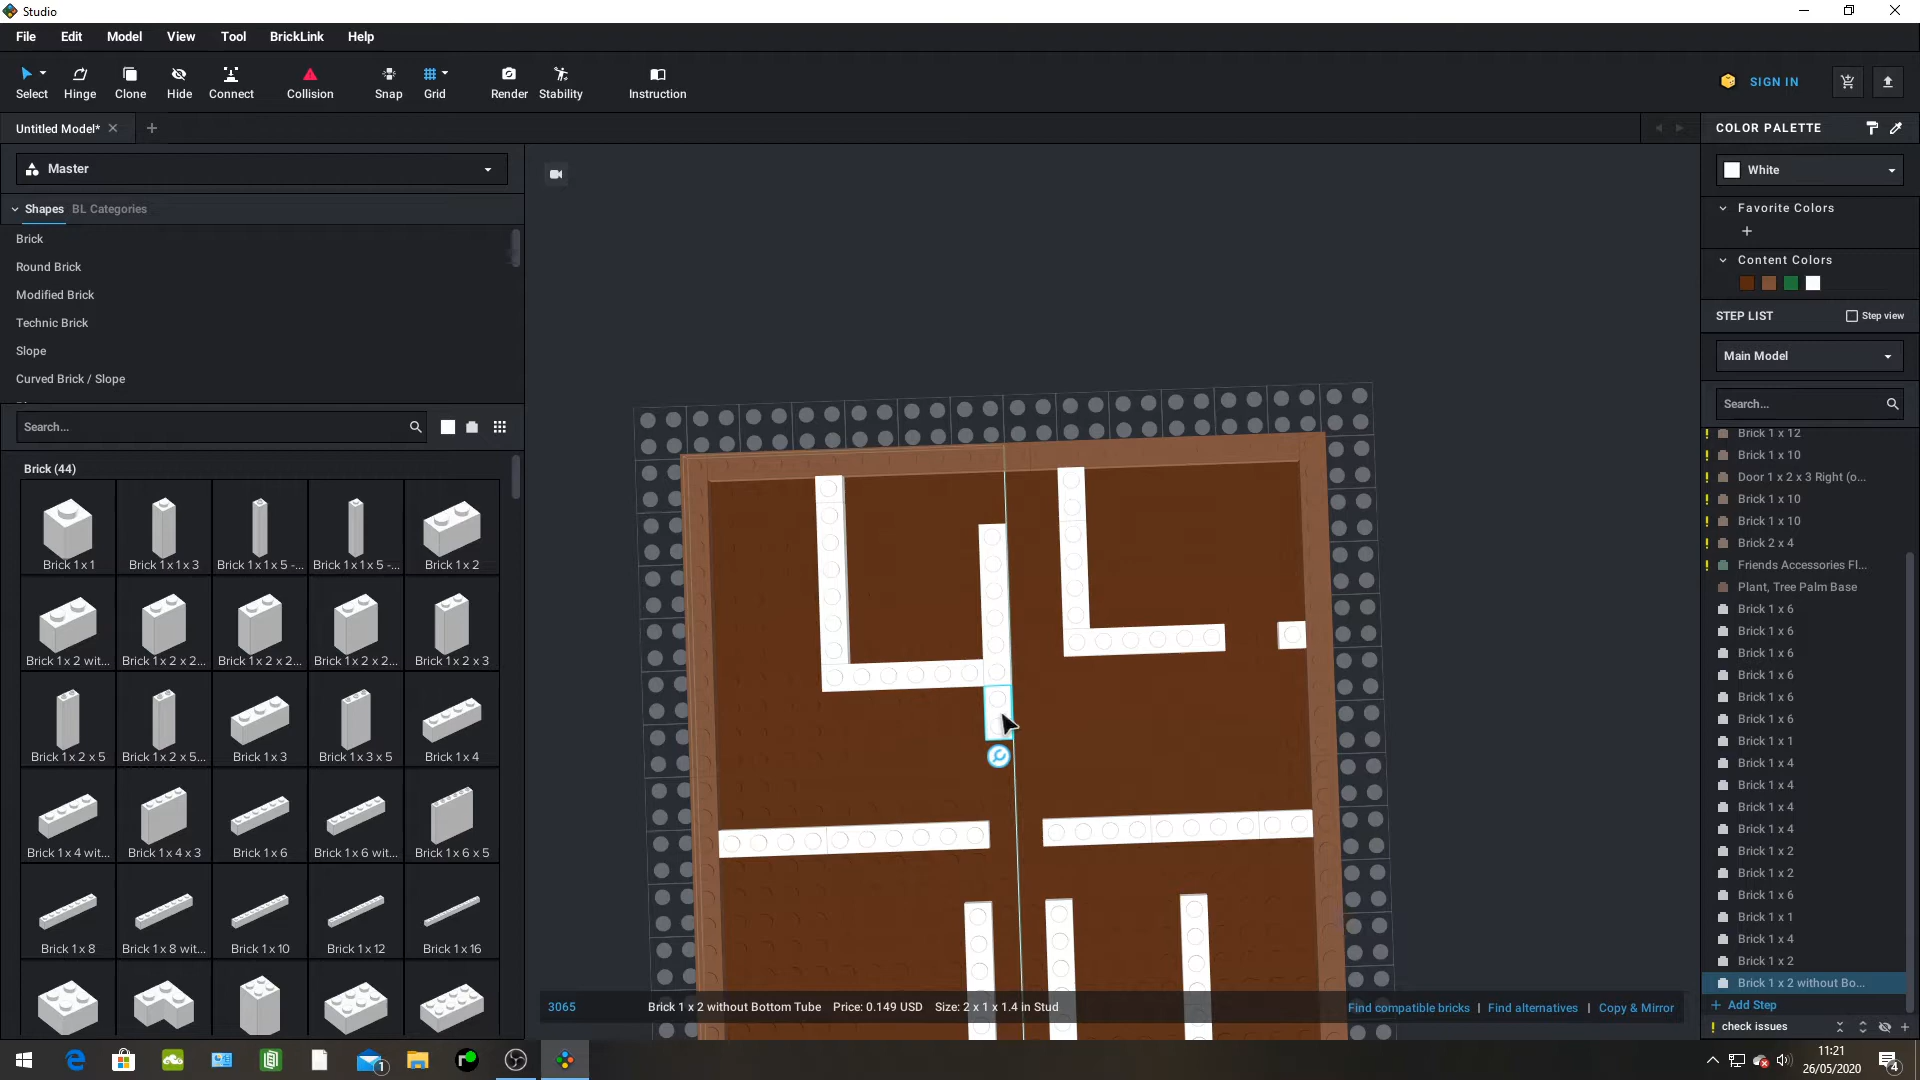 Studio
File Edit Model View Tool BrickLink Help
Select Hinge Clone Hide Connect Collision Snap Grid Render Stability Instruction
SIGN IN
Untitled Model*
Master
Shapes BL Categories
Brick
Round Brick
Modified Brick
Technic Brick
Slope
Curved Brick / Slope
Search...
Brick (44)
Brick 1 x 1 Brick 1 x 1 x 3 Brick 1 x 1 x 5 -... Brick 1 x 1 x 5 -... Brick 1 x 2
Brick 1 x 2 wit... Brick 1 x 2 x 2... Brick 1 x 2 x 2... Brick 1 x 2 x 2... Brick 1 x 2 x 3
Brick 1 x 2 x 5 Brick 1 x 2 x 5... Brick 1 x 3 Brick 1 x 3 x 5 Brick 1 x 4
Brick 1 x 4 wit... Brick 1 x 4 x 3 Brick 1 x 6 Brick 1 x 6 wit... Brick 1 x 6 x 5
Brick 1 x 8 Brick 1 x 8 wit... Brick 1 x 10 Brick 1 x 12 Brick 1 x 16
3065 Brick 1 x 2 without Bottom Tube Price: 0.149 USD Size: 2 x 1 x 1.4 in Stud
Find compatible bricks | Find alternatives | Copy & Mirror
COLOR PALETTE
White
Favorite Colors
Content Colors
STEP LIST Step view
Main Model
Search...
Brick 1 x 12
Brick 1 x 10
Door 1 x 2 x 3 Right (o...
Brick 1 x 10
Brick 1 x 10
Brick 2 x 4
Friends Accessories Fl...
Plant, Tree Palm Base
Brick 1 x 6
Brick 1 x 6
Brick 1 x 6
Brick 1 x 6
Brick 1 x 6
Brick 1 x 6
Brick 1 x 1
Brick 1 x 4
Brick 1 x 4
Brick 1 x 4
Brick 1 x 4
Brick 1 x 2
Brick 1 x 2
Brick 1 x 6
Brick 1 x 1
Brick 1 x 4
Brick 1 x 2
Brick 1 x 2 without Bo...
+ Add Step
! check issues
1
11:21
26/05/2020
4